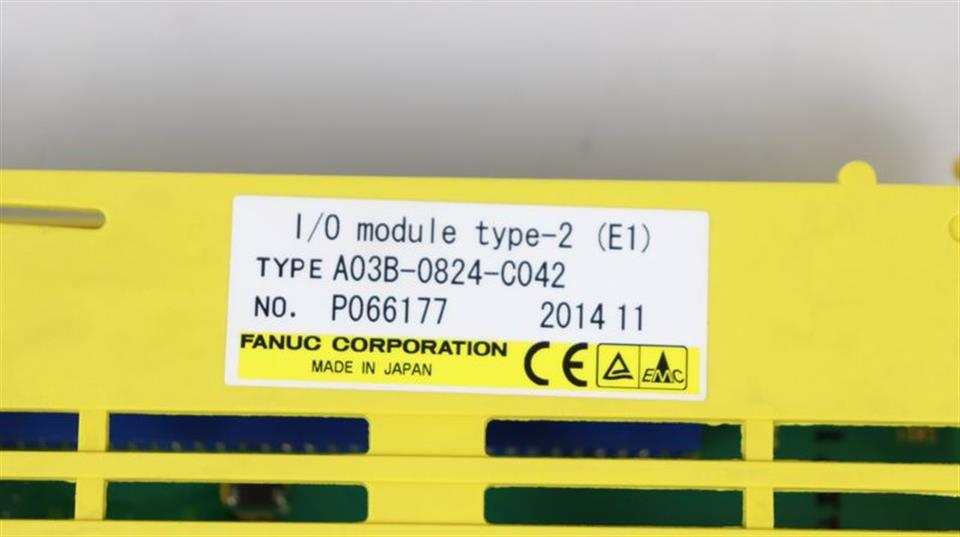 I/O module type-2 (E1)
TYPE A03B-0824-C042
NO. P066177 2014 11
FANUC CORPORATION CE EMC
MADE IN JAPAN